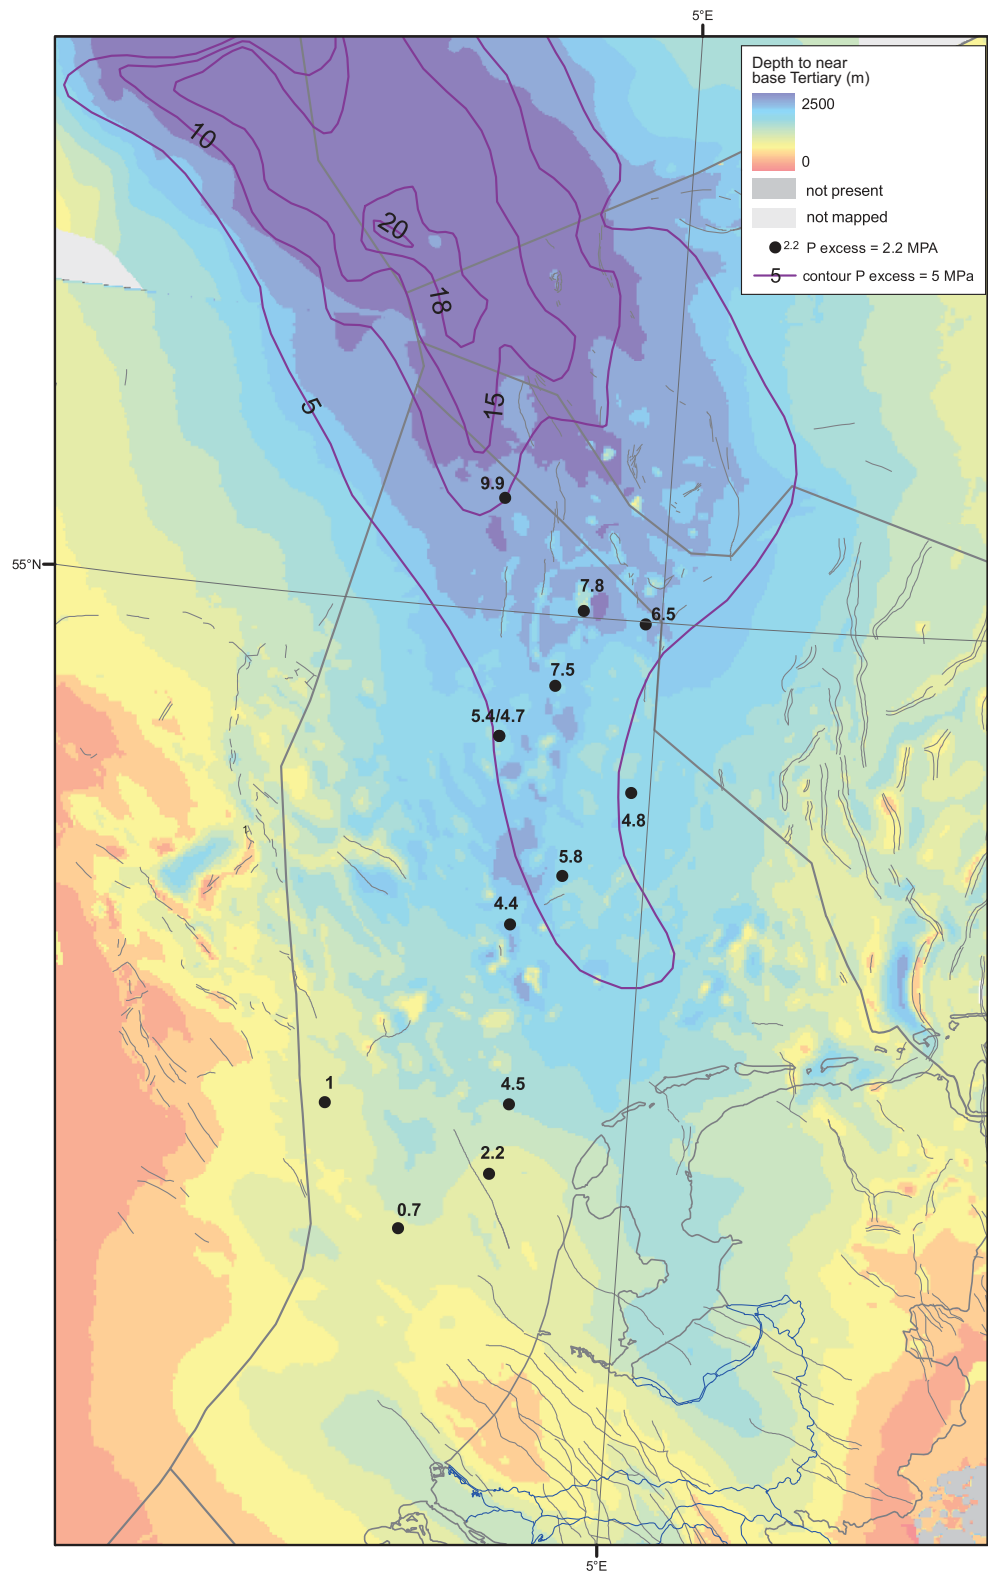 5°E
Depth to near
base Tertiary (m)
2500
0
not present
not mapped
2.2 P excess = 2.2 MPA
5 contour P excess = 5 MPa
10
20
18
5
15
9.9
55°N
7.8
6.5
7.5
5.4/4.7
4.8
5.8
4.4
1
4.5
2.2
0.7
5°E